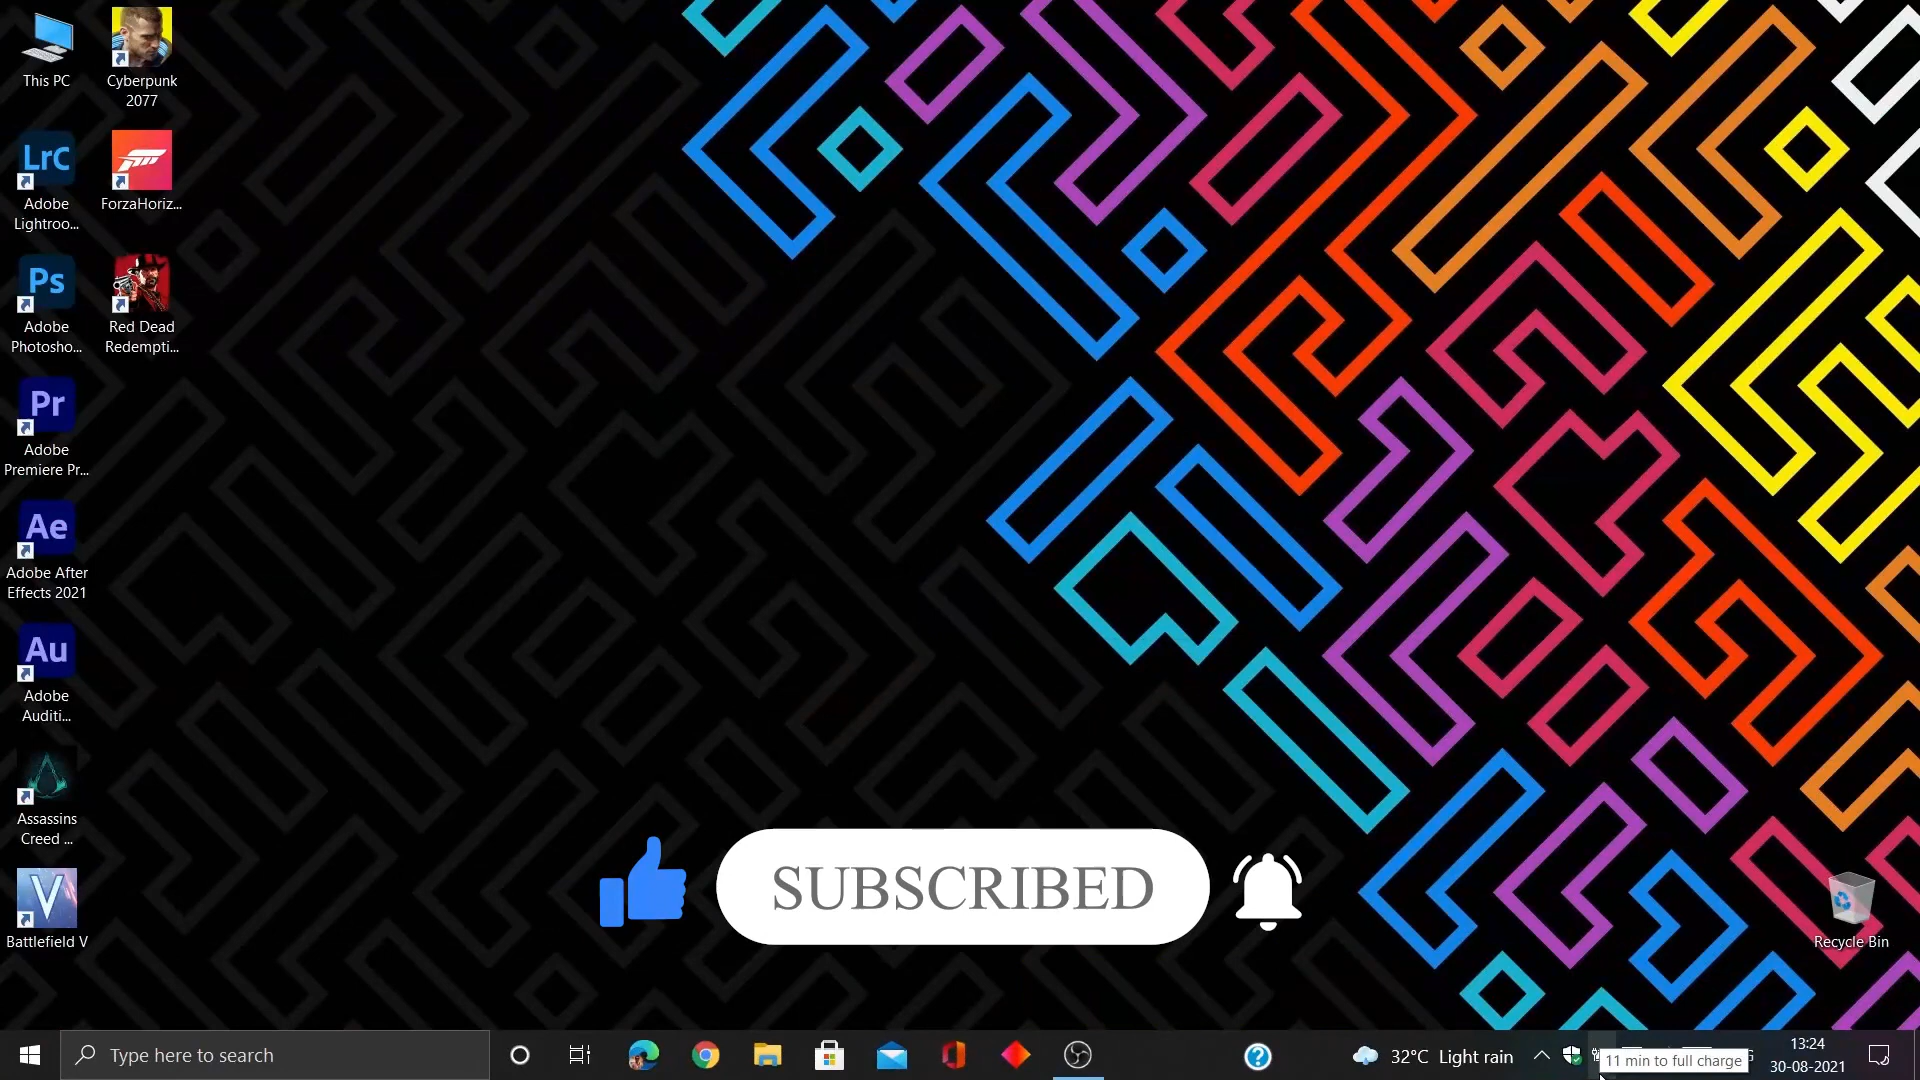 This PC
Cyberpunk
2077
LrC
Adobe
Lightroo...
ForzaHoriz...
Ps
Adobe
Photosho...
Red Dead
Redempti...
Pr
Adobe
Premiere Pr...
Ae
Adobe After
Effects 2021
Au
Adobe
Auditi...
Assassins
Creed ...
V
Battlefield V
SUBSCRIBED
Recycle Bin
Type here to search
32°C Light rain
11 min to full charge
13:24
30-08-2021